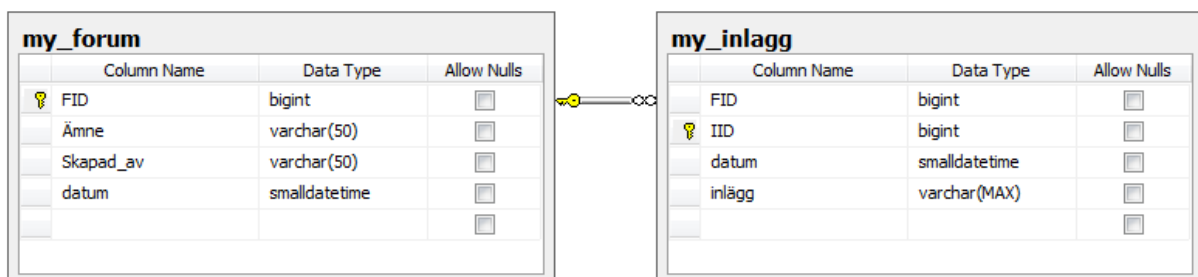 my_forum
Column Name Data Type Allow Nulls
FID bigint
Ämne varchar(50)
Skapad_av varchar(50)
datum smalldatetime
my_inlagg
Column Name Data Type Allow Nulls
FID bigint
IID bigint
datum smalldatetime
inlägg varchar(MAX)